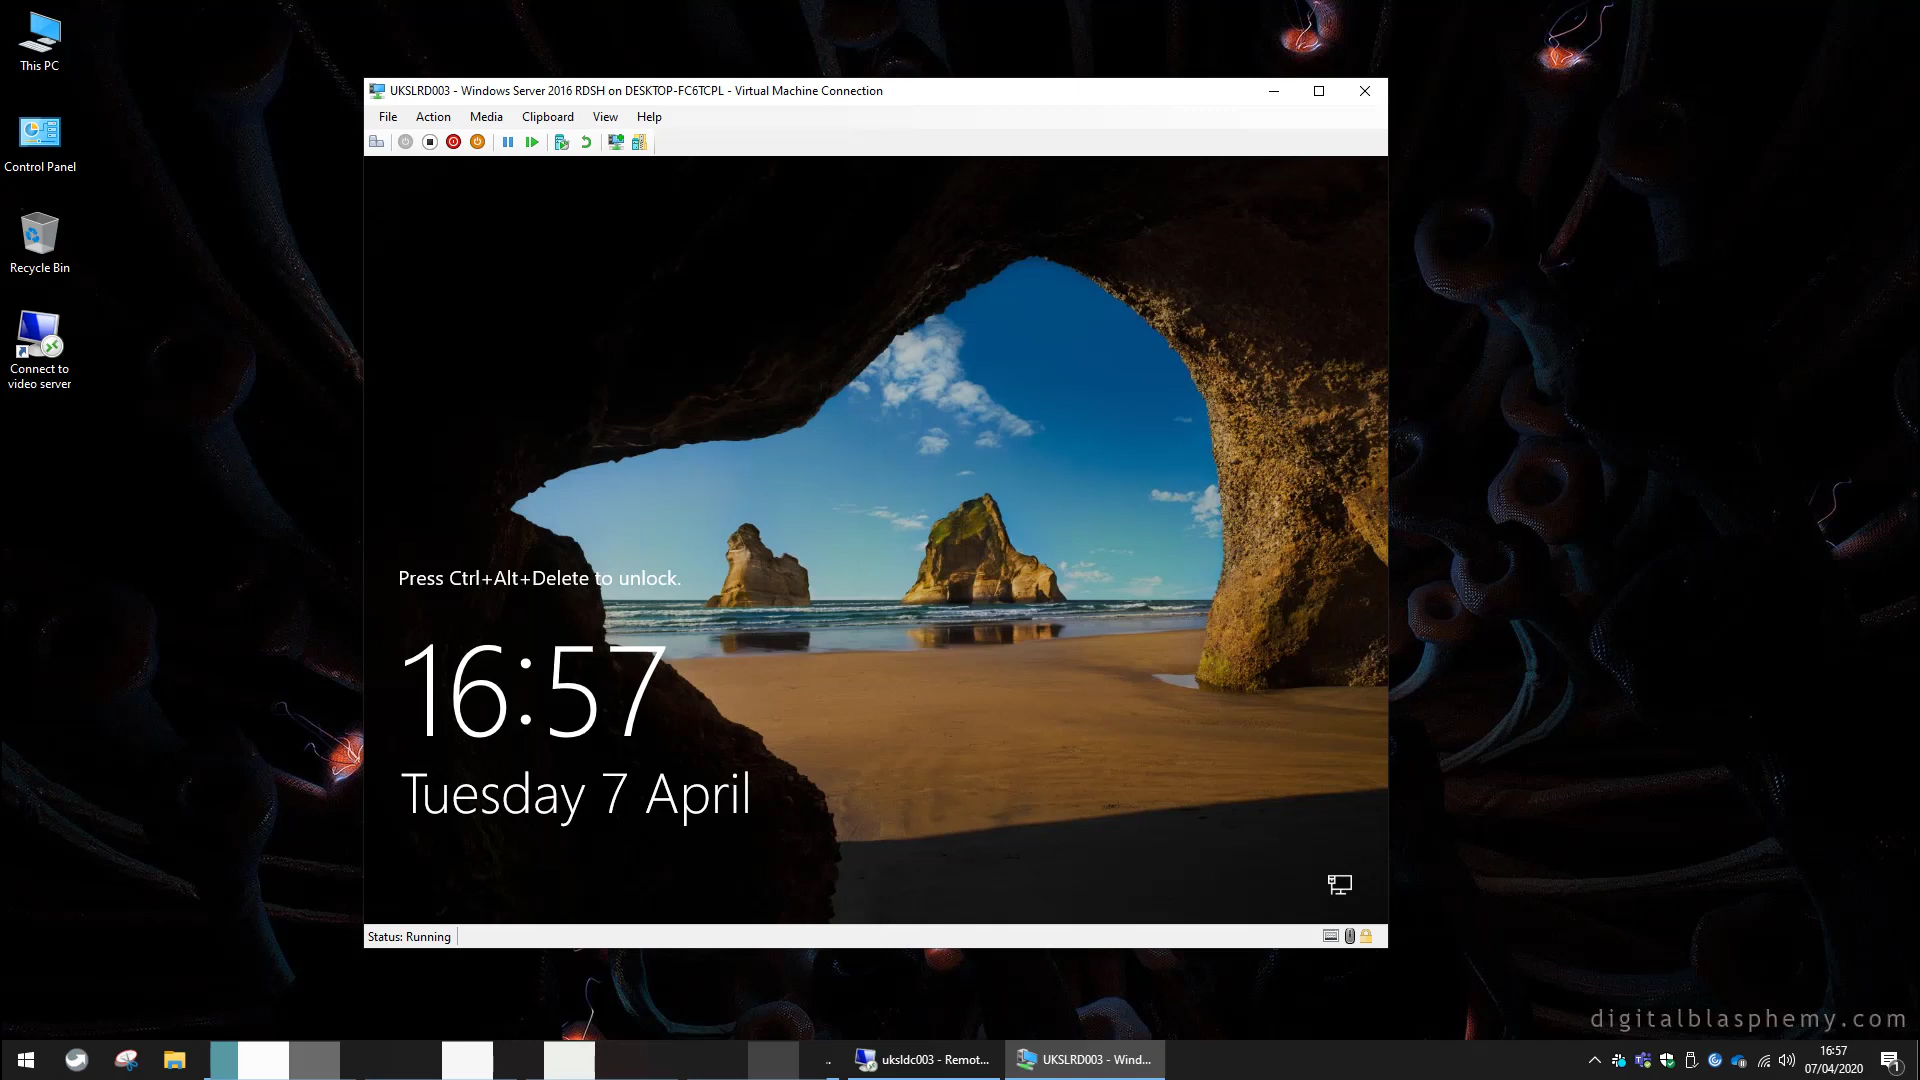 This PC
Control Panel
Recycle Bin
Connect to
video server
UKSLRD003 - Windows Server 2016 RDSH on DESKTOP-FC6TCPL - Virtual Machine Connection
File Action Media Clipboard View Help
Press Ctrl+Alt+Delete to unlock.
16:57
Tuesday 7 April
Status: Running
digitalblasphemy.com
uksldc003 - Remot...
UKSLRD003 - Wind...
16:57
07/04/2020
1